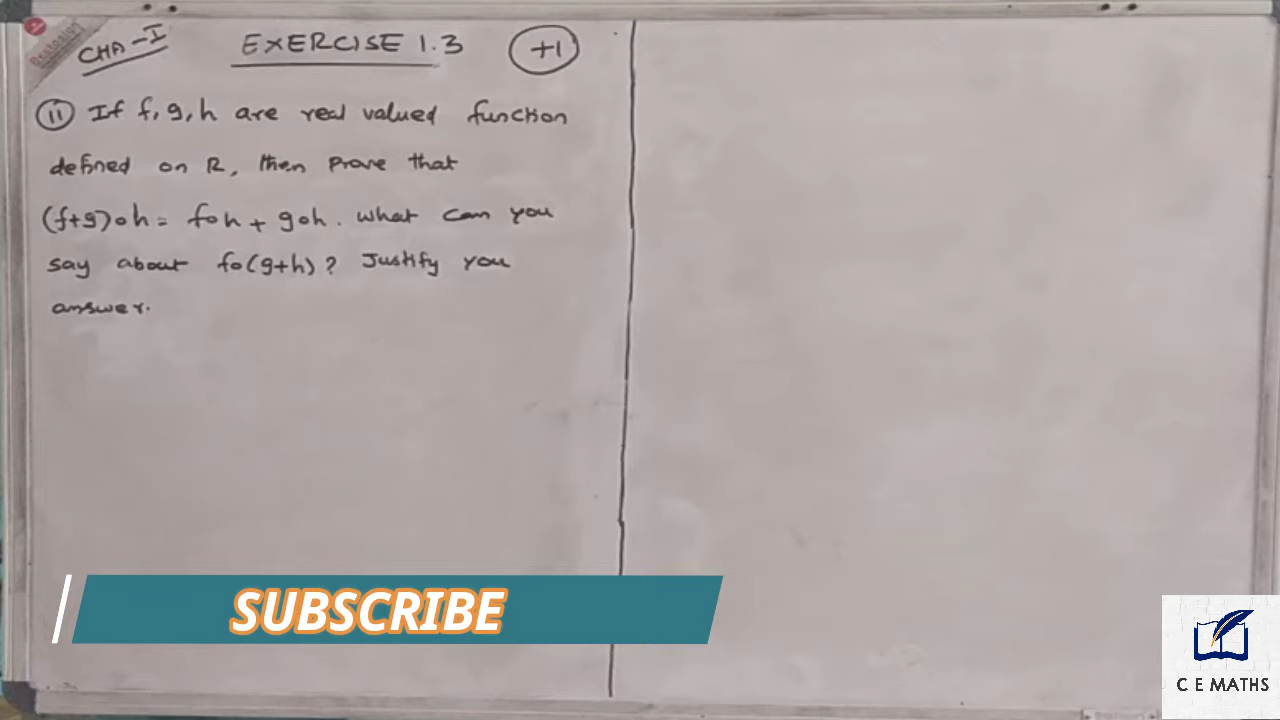 CHA-I
EXERCISE 1.3
+1
11 If f, g, h are real valued function
defined on R, then prove that
(f+g)oh = foh + goh. What can you
say about fo(g+h)? Justify you
answer.
SUBSCRIBE
C E MATHS